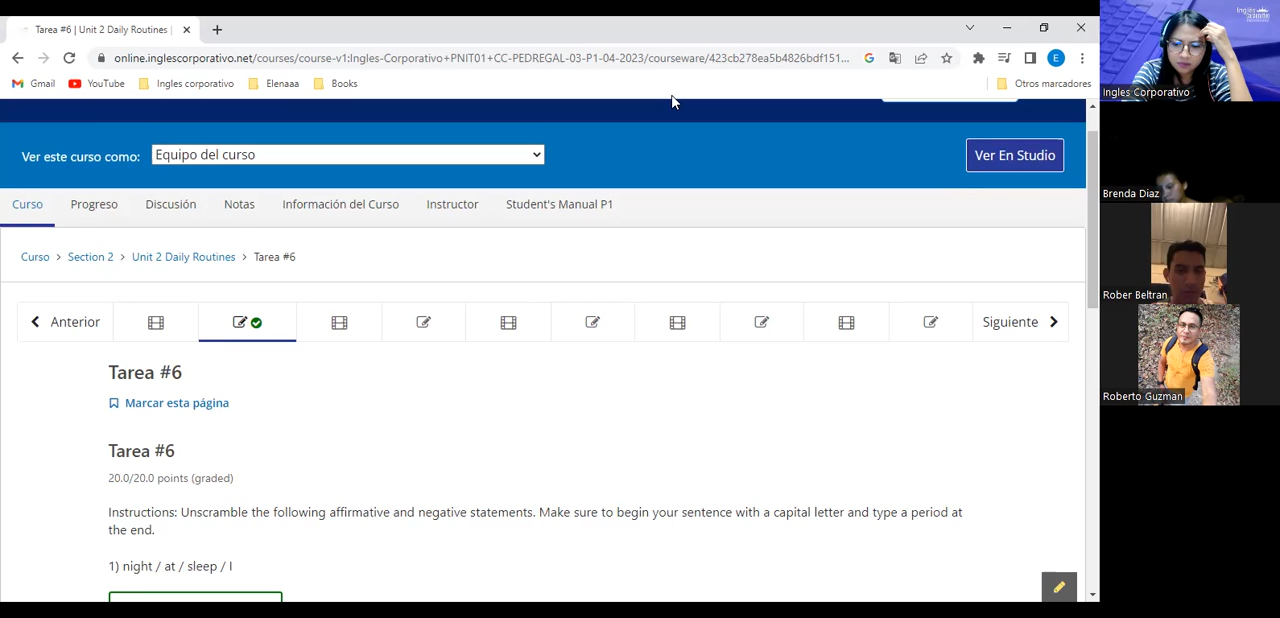 Tarea #6 | Unit 2 Daily Routines |
online.inglescorporativo.net/courses/course-v1:Ingles-Corporativo+PNIT01+CC-PEDREGAL-03-P1-04-2023/courseware/423cb278ea5b4826bdf151...
E
Gmail YouTube Ingles corporativo Elenaaa Books Otros marcadores
Ver este curso como: Equipo del curso Ver En Studio
Curso Progreso Discusión Notas Información del Curso Instructor Student's Manual P1
Curso > Section 2 > Unit 2 Daily Routines > Tarea #6
Anterior Siguiente
Tarea #6
Marcar esta página
Tarea #6
20.0/20.0 points (graded)
Instructions: Unscramble the following affirmative and negative statements. Make sure to begin your sentence with a capital letter and type a period at
the end.
1) night / at / sleep / I
Ingles Corporativo
Brenda Diaz
Rober Beltran
Roberto Guzman